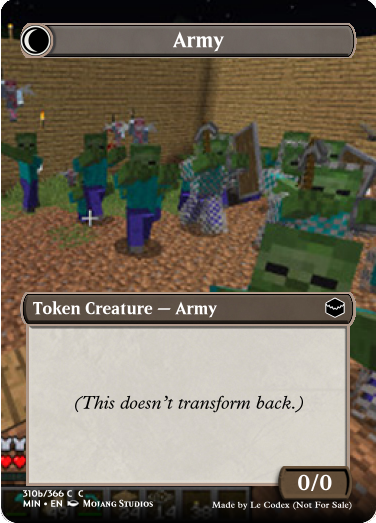 Army
Token Creature — Army
(This doesn't transform back.)
0/0
310b/366 C C
MIN • EN Mojang Studios
Made by Le Codex (Not For Sale)